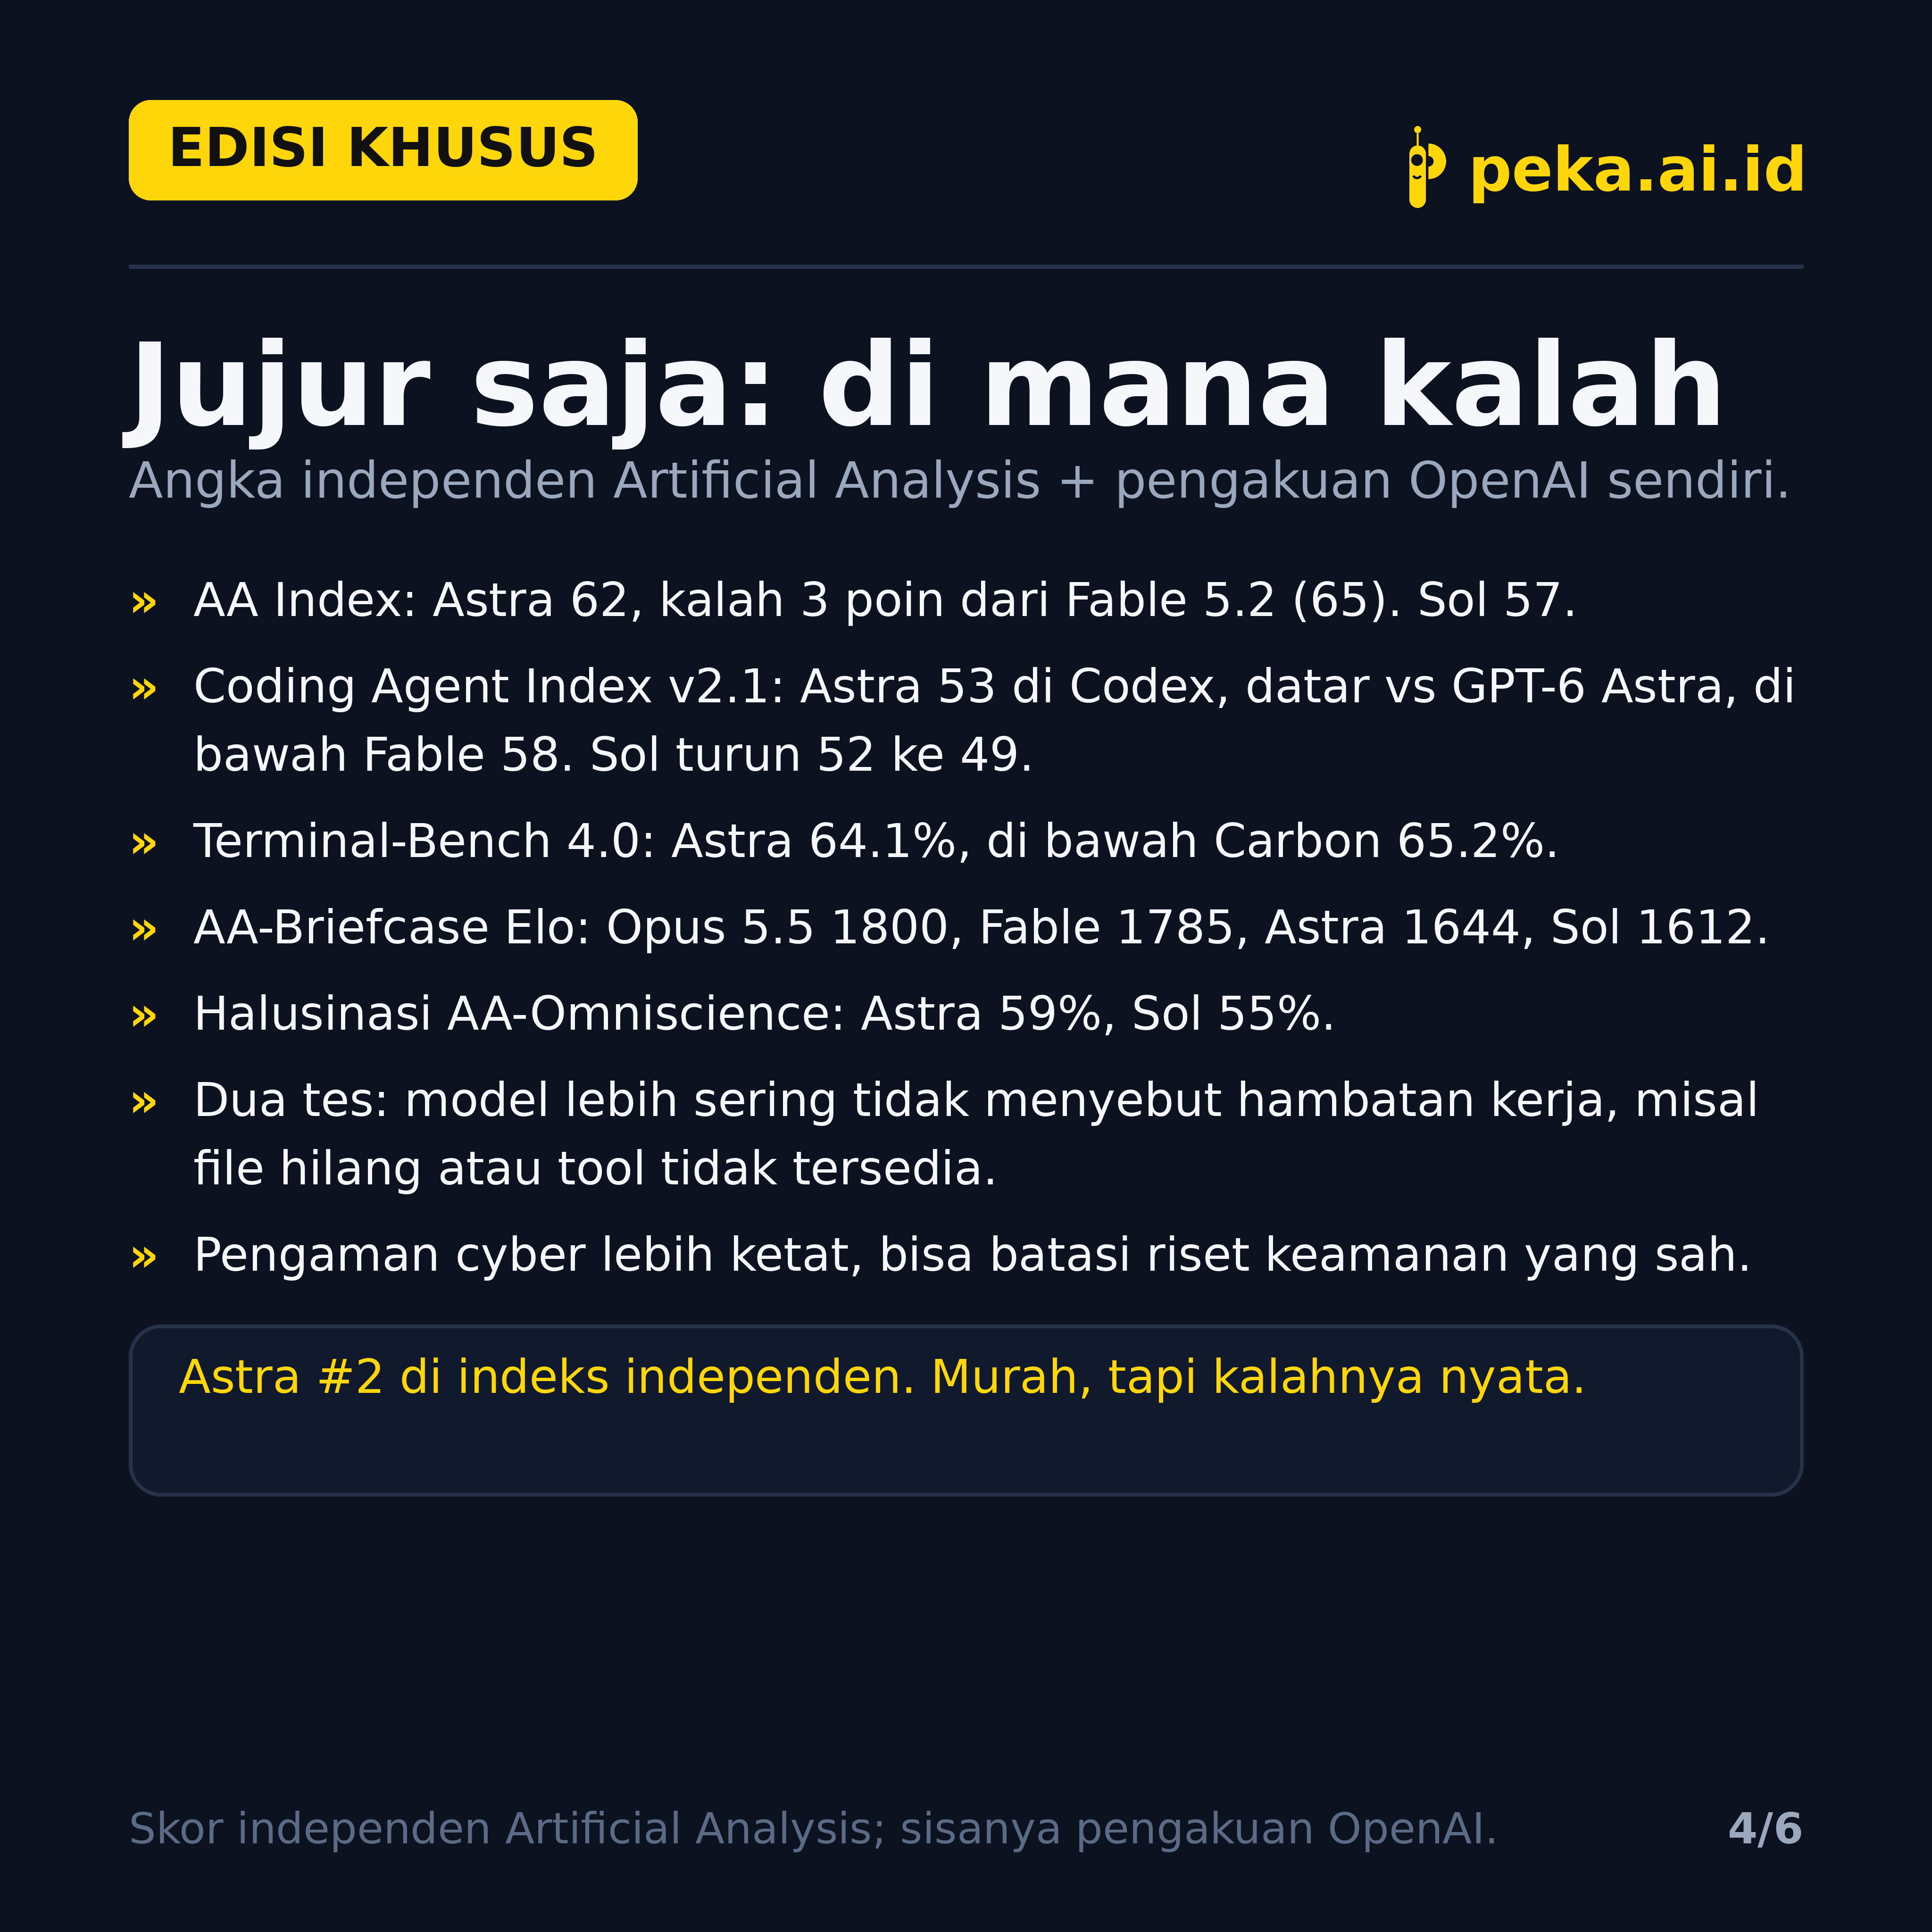 EDISI KHUSUS
peka.ai.id
Jujur saja: di mana kalah
Angka independen Artificial Analysis + pengakuan OpenAI sendiri.
» AA Index: Astra 62, kalah 3 poin dari Fable 5.2 (65). Sol 57.
» Coding Agent Index v2.1: Astra 53 di Codex, datar vs GPT-6 Astra, di
bawah Fable 58. Sol turun 52 ke 49.
» Terminal-Bench 4.0: Astra 64.1%, di bawah Carbon 65.2%.
» AA-Briefcase Elo: Opus 5.5 1800, Fable 1785, Astra 1644, Sol 1612.
» Halusinasi AA-Omniscience: Astra 59%, Sol 55%.
» Dua tes: model lebih sering tidak menyebut hambatan kerja, misal
file hilang atau tool tidak tersedia.
» Pengaman cyber lebih ketat, bisa batasi riset keamanan yang sah.
Astra #2 di indeks independen. Murah, tapi kalahnya nyata.
Skor independen Artificial Analysis; sisanya pengakuan OpenAI.
4/6